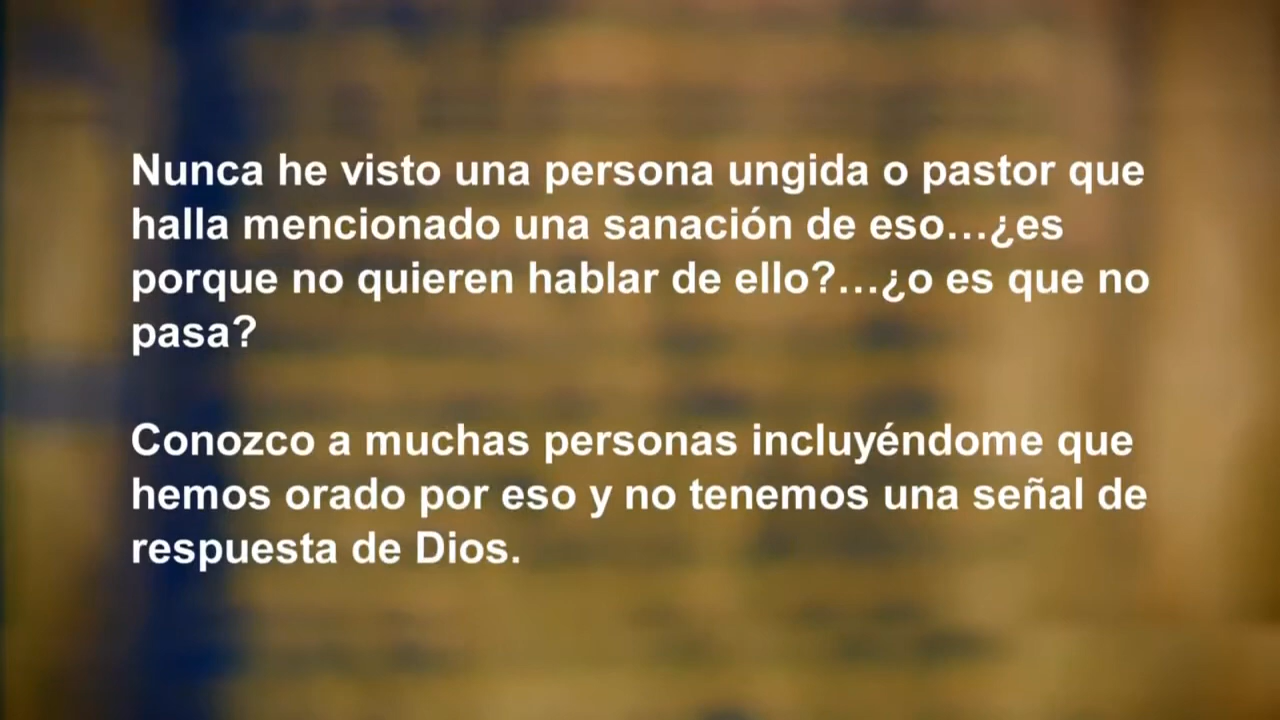 Nunca he visto una persona ungida o pastor que
halla mencionado una sanación de eso...¿es
porque no quieren hablar de ello?...¿o es que no
pasa?
Conozco a muchas personas incluyéndome que
hemos orado por eso y no tenemos una señal de
respuesta de Dios.